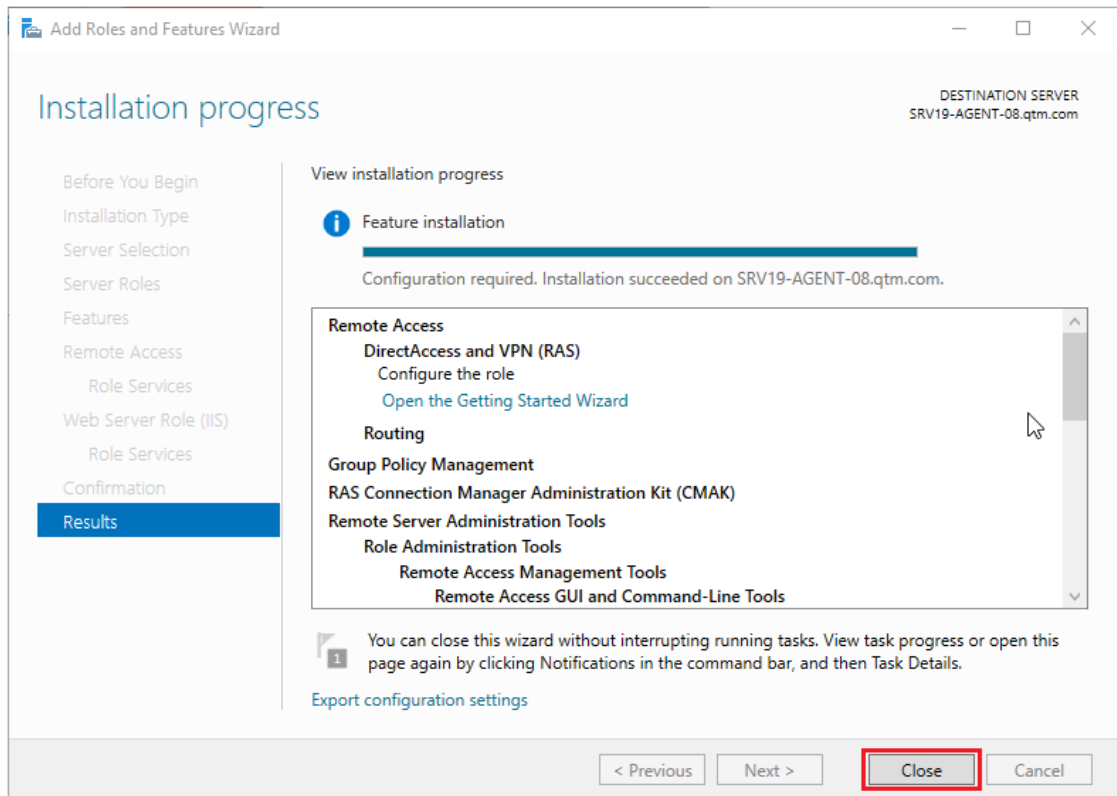 Add Roles and Features Wizard
Installation progress
DESTINATION SERVER
SRV19-AGENT-08.qtm.com
Before You Begin
Installation Type
Server Selection
Server Roles
Features
Remote Access
Role Services
Web Server Role (IIS)
Role Services
Confirmation
Results
View installation progress
Feature installation
Configuration required. Installation succeeded on SRV19-AGENT-08.qtm.com.
Remote Access
DirectAccess and VPN (RAS)
Configure the role
Open the Getting Started Wizard
Routing
Group Policy Management
RAS Connection Manager Administration Kit (CMAK)
Remote Server Administration Tools
Role Administration Tools
Remote Access Management Tools
Remote Access GUI and Command-Line Tools
1
You can close this wizard without interrupting running tasks. View task progress or open this
page again by clicking Notifications in the command bar, and then Task Details.
Export configuration settings
< Previous
Next >
Close
Cancel